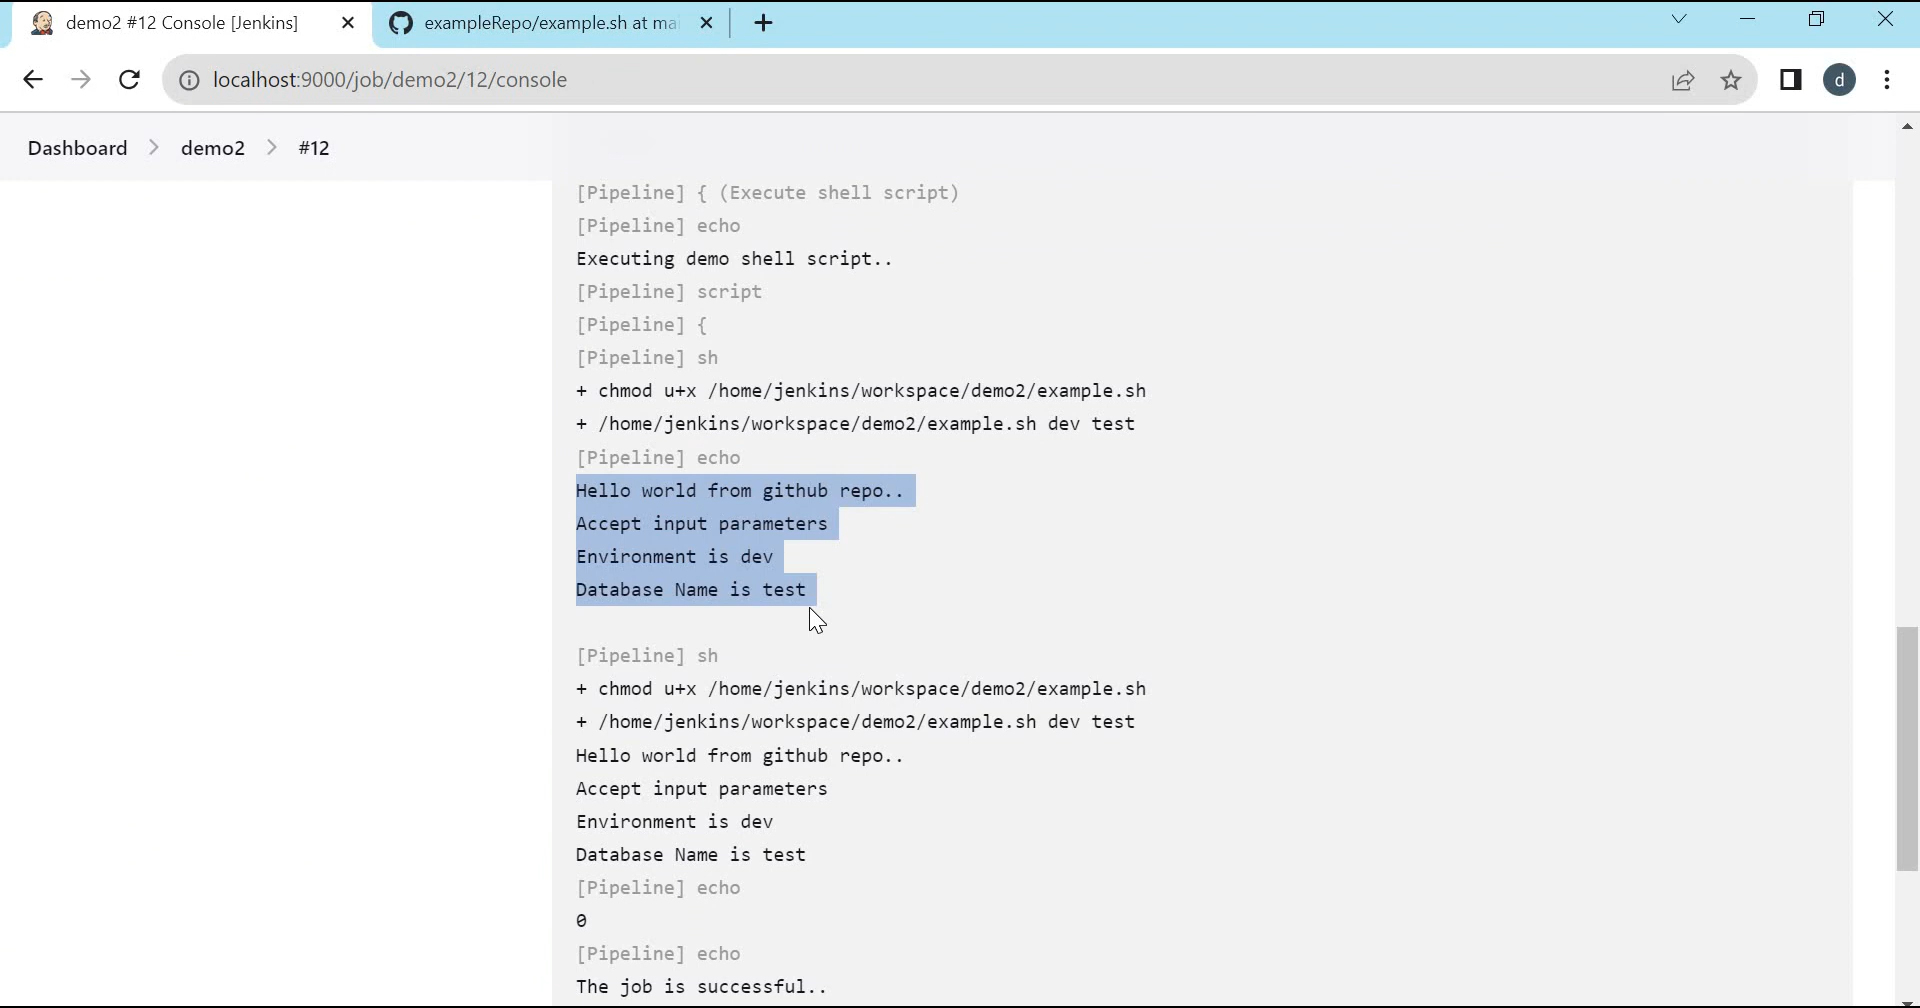 demo2 #12 Console [Jenkins]
exampleRepo/example.sh at mai
localhost:9000/job/demo2/12/console
d
Dashboard > demo2 > #12
[Pipeline] { (Execute shell script)
[Pipeline] echo
Executing demo shell script..
[Pipeline] script
[Pipeline] {
[Pipeline] sh
+ chmod u+x /home/jenkins/workspace/demo2/example.sh
+ /home/jenkins/workspace/demo2/example.sh dev test
[Pipeline] echo
Hello world from github repo..
Accept input parameters
Environment is dev
Database Name is test
[Pipeline] sh
+ chmod u+x /home/jenkins/workspace/demo2/example.sh
+ /home/jenkins/workspace/demo2/example.sh dev test
Hello world from github repo..
Accept input parameters
Environment is dev
Database Name is test
[Pipeline] echo
0
[Pipeline] echo
The job is successful..